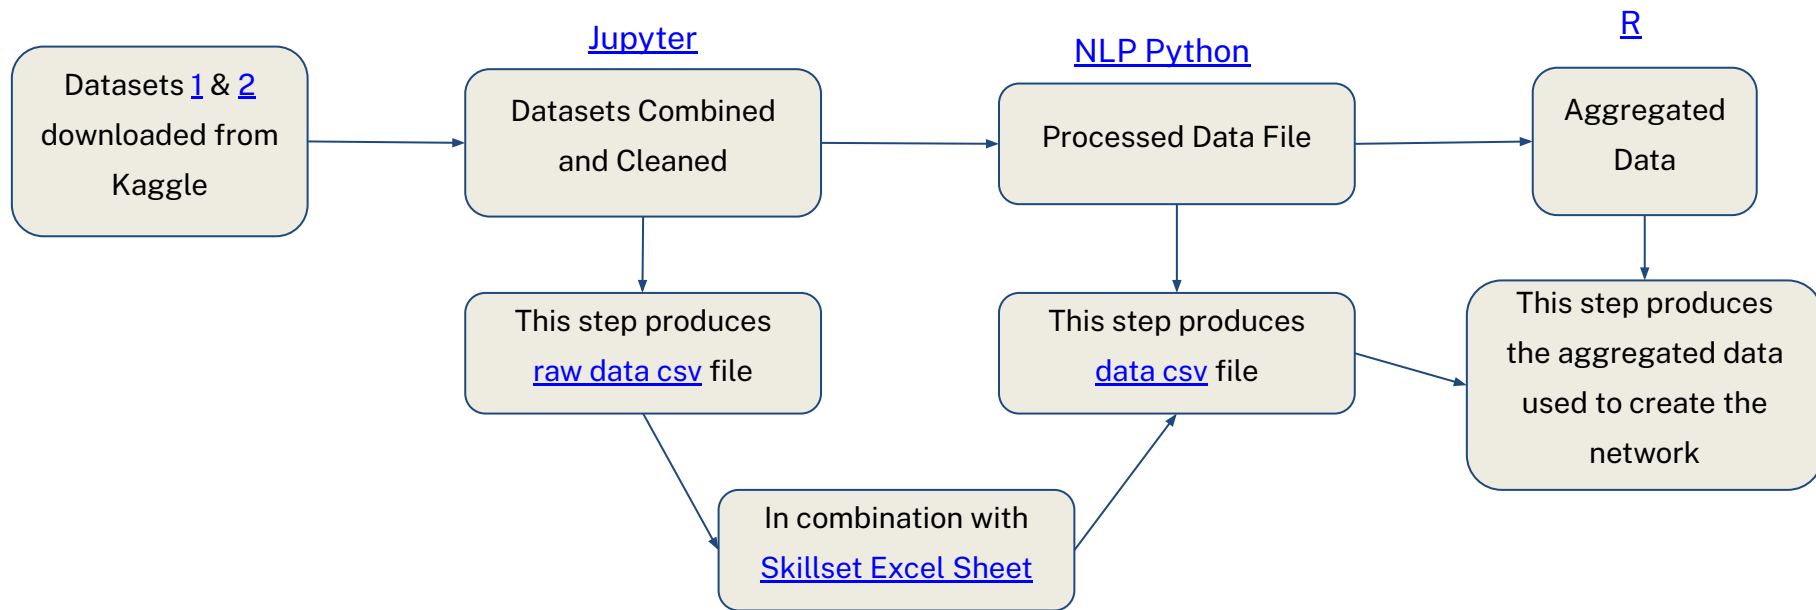 Datasets 1 & 2
downloaded from
Kaggle
Jupyter
Datasets Combined
and Cleaned
NLP Python
Processed Data File
R
Aggregated
Data
This step produces
raw data csv file
This step produces
data csv file
This step produces
the aggregated data
used to create the
network
In combination with
Skillset Excel Sheet